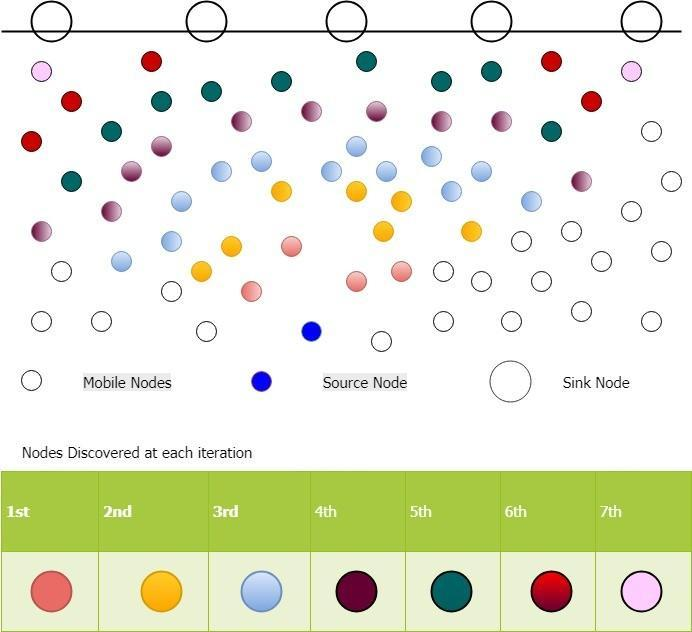 Mobile Nodes
Source Node
Sink Node
Nodes Discovered at each iteration
1st
2nd
3rd
4th
5th
6th
7th